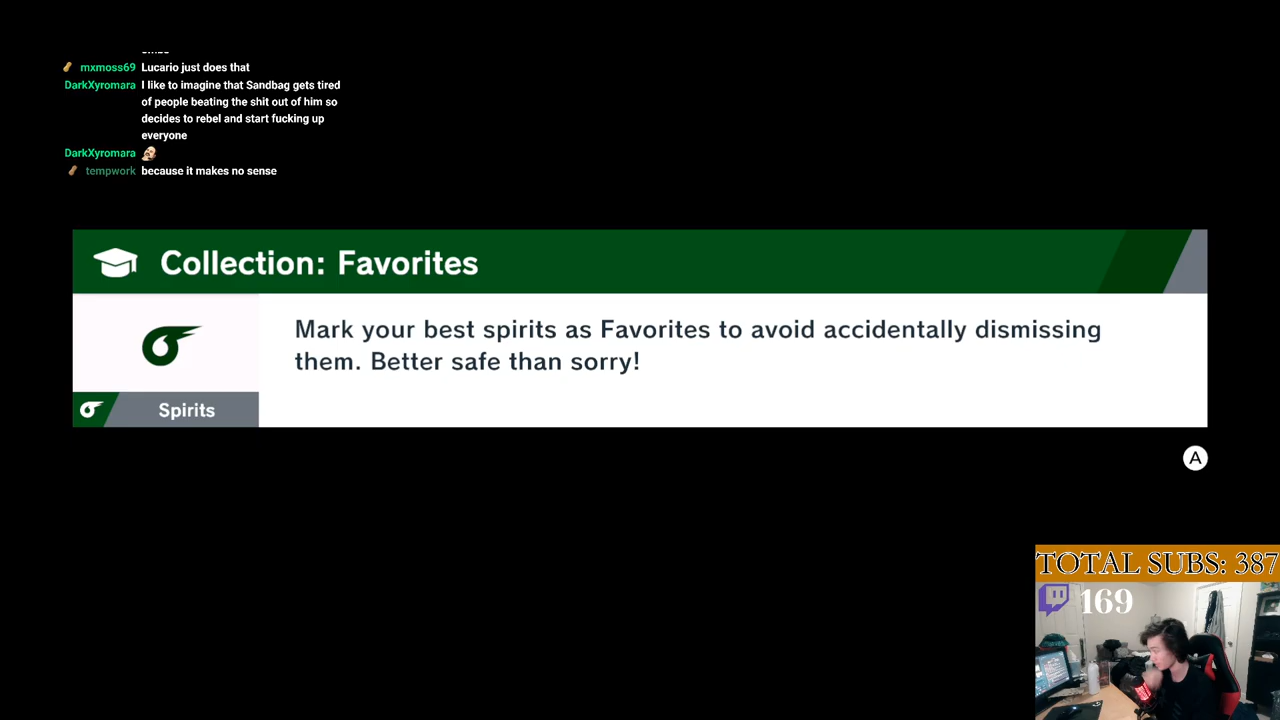 mxmoss69 Lucario just does that
DarkXyromara I like to imagine that Sandbag gets tired
of people beating the shit out of him so
decides to rebel and start fucking up
everyone
DarkXyromara
tempwork because it makes no sense
Collection: Favorites
Mark your best spirits as Favorites to avoid accidentally dismissing
them. Better safe than sorry!
Spirits
A
TOTAL SUBS: 387
169